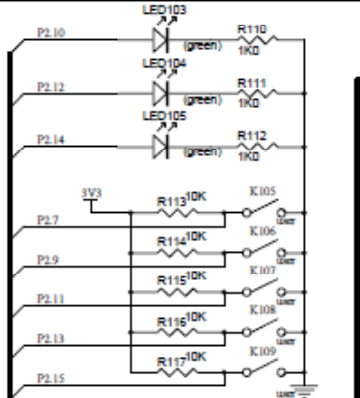 LED103
P2.10
R110
(green)
1K0
LED104
P2.12
R111
(green)
1K0
LED105
P2.14
R112
(green)
1K0
3V3
R113 10K
K105
P2.7
R114 10K
K106
P2.9
R115 10K
K107
P2.11
R116 10K
K108
P2.13
R117 10K
K109
P2.15